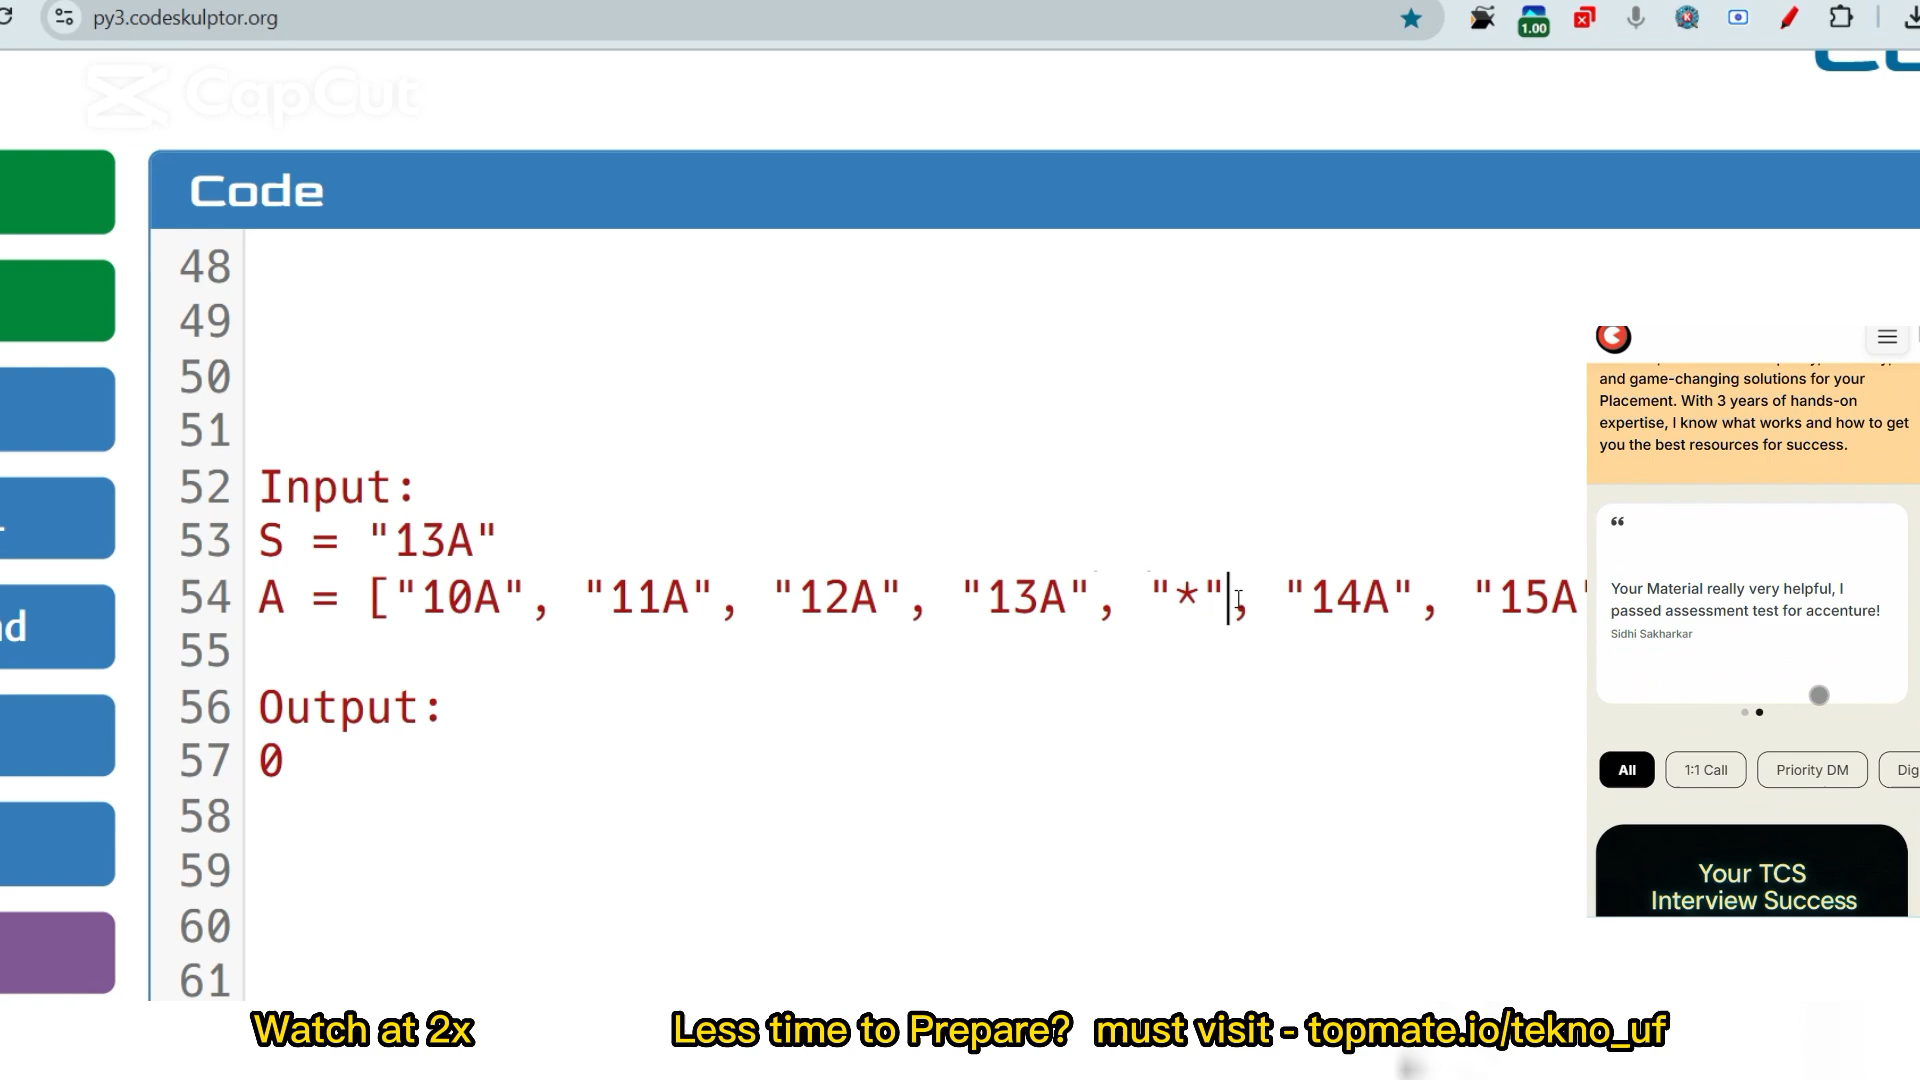 py3.codeskulptor.org
1.00
CapCut
Code
48
49
50
51
52 Input:
53 S = "13A"
54 A = ["10A", "11A", "12A", "13A", "*", "14A", "15A"
55
56 Output:
57 0
58
59
60
61
nd
and game-changing solutions for your
Placement. With 3 years of hands-on
expertise, I know what works and how to get
you the best resources for success.
“
Your Material really very helpful, I
passed assessment test for accenture!
Sidhi Sakharkar
All
1:1 Call
Priority DM
Dig
Your TCS
Interview Success
Watch at 2x
Less time to Prepare? must visit - topmate.io/tekno_uf